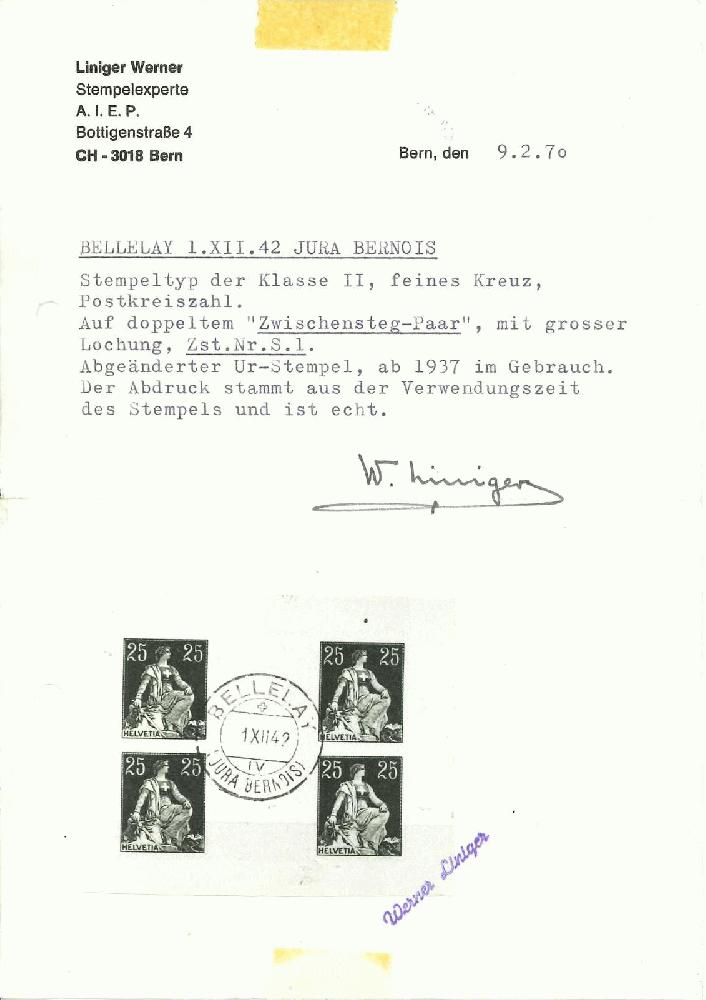 Liniger Werner
Stempelexperte
A. I. E. P.
Bottigenstraße 4
CH - 3018 Bern
Bern, den 9.2.7o
BELLELAY 1.XII.42 JURA BERNOIS
Stempeltyp der Klasse II, feines Kreuz,
Postkreiszahl.
Auf doppeltem "Zwischensteg-Paar", mit grosser
Lochung, Zst.Nr.S.1.
Abgeänderter Ur-Stempel, ab 1937 im Gebrauch.
Der Abdruck stammt aus der Verwendungszeit
des Stempels und ist echt.
W. Liniger
25 25
HELVETIA
25 25
HELVETIA
BELLELAY
1XII42
IV
(JURA BERNOIS)
25 25
HELVETIA
25 25
HELVETIA
Werner Liniger